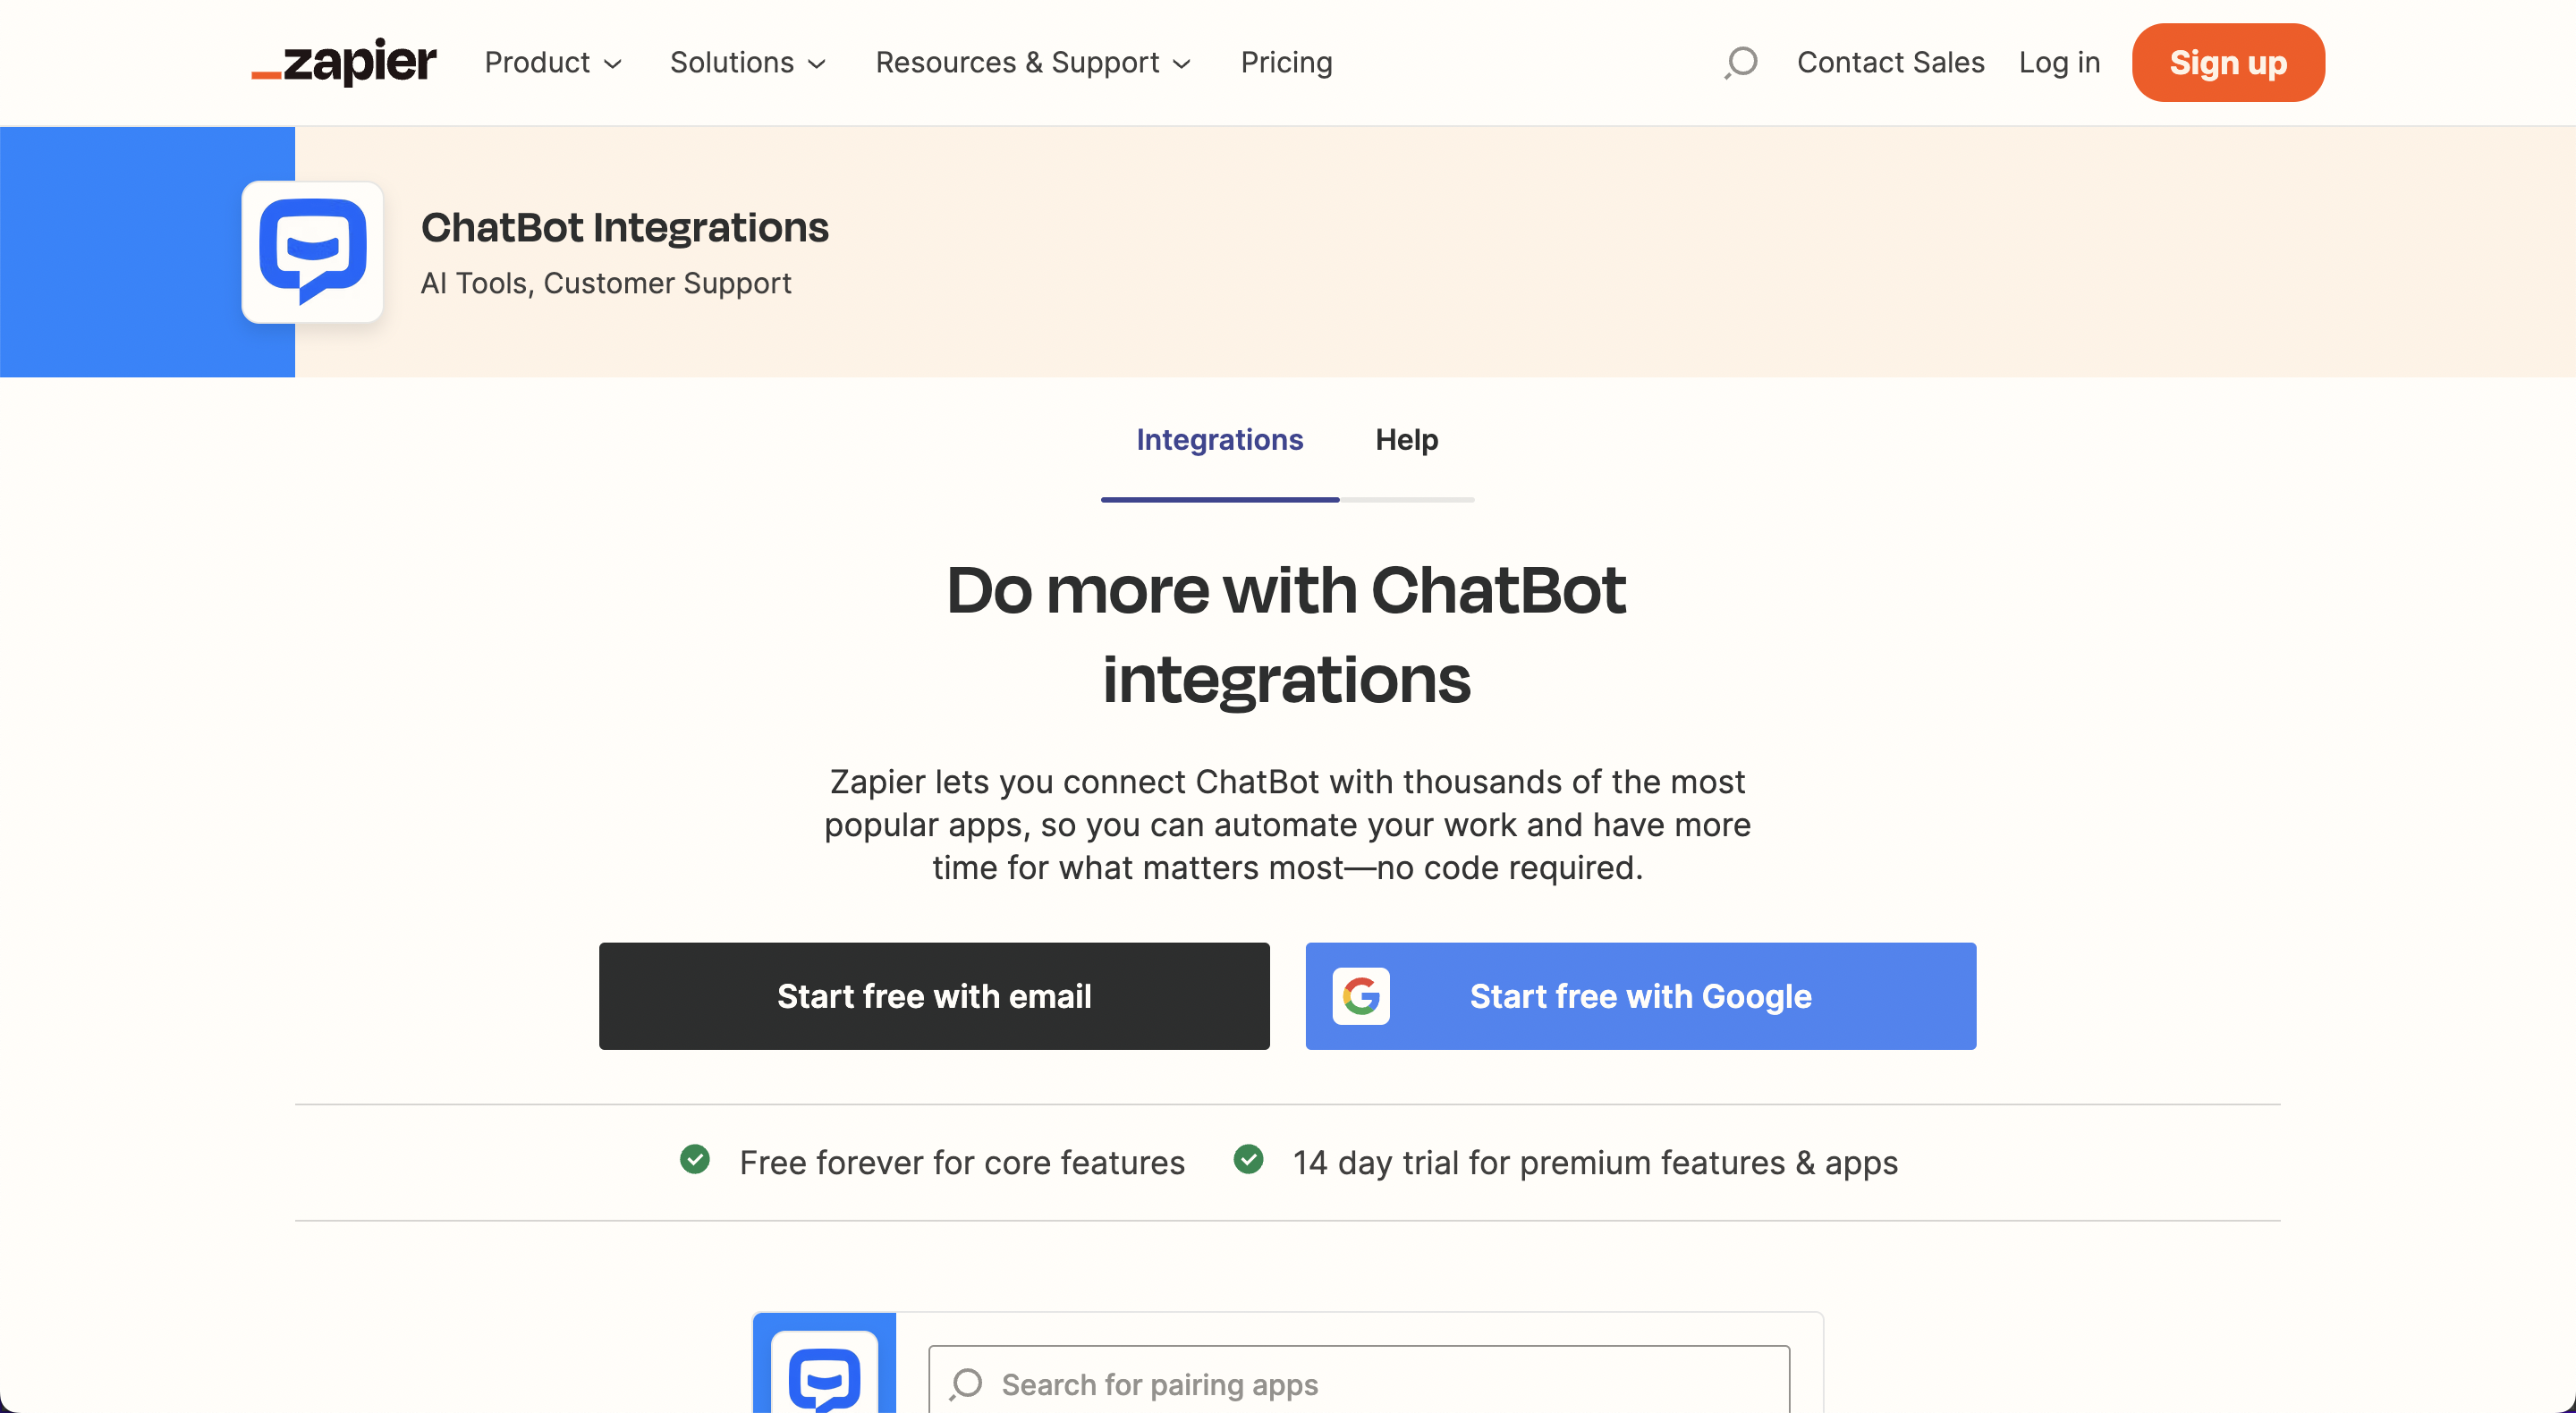 zapier
Product
Solutions
Resources & Support
Pricing
Contact Sales
Log in
Sign up
ChatBot Integrations
AI Tools, Customer Support
Integrations
Help
Do more with ChatBot
integrations
Zapier lets you connect ChatBot with thousands of the most
popular apps, so you can automate your work and have more
time for what matters most—no code required.
Start free with email
Start free with Google
Free forever for core features
14 day trial for premium features & apps
Search for pairing apps